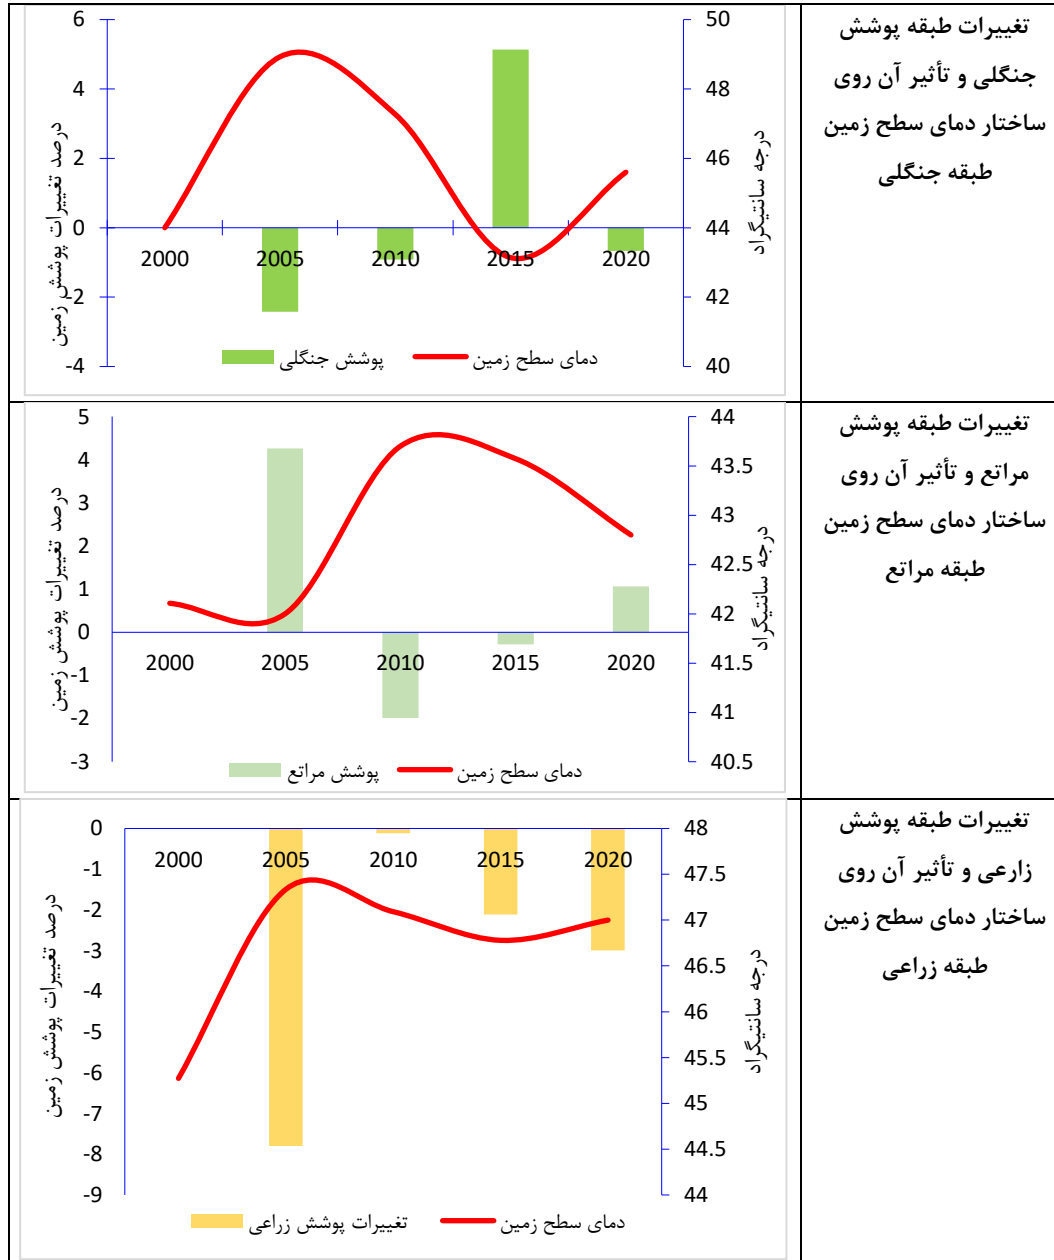 تغییرات طبقه پوشش
جنگلی و تأثیر آن روی
ساختار دمای سطح زمین
طبقه جنگلی
درصد تغییرات پوشش زمین
6
4
2
0
-2
-4
2000 2005 2010 2015 2020
50
48
46
44
42
40
درجه سانتیگراد
پوشش جنگلی
دمای سطح زمین
تغییرات طبقه پوشش
مراتع و تأثیر آن روی
ساختار دمای سطح زمین
طبقه مراتع
درصد تغییرات پوشش زمین
5
4
3
2
1
0
-1
-2
-3
2000 2005 2010 2015 2020
44
43.5
43
42.5
42
41.5
41
40.5
درجه سانتیگراد
پوشش مراتع
دمای سطح زمین
تغییرات طبقه پوشش
زارعی و تأثیر آن روی
ساختار دمای سطح زمین
طبقه زراعی
درصد تغییرات پوشش زمین
0
-1
-2
-3
-4
-5
-6
-7
-8
-9
2000 2005 2010 2015 2020
48
47.5
47
46.5
46
45.5
45
44.5
44
درجه سانتیگراد
تغییرات پوشش زراعی
دمای سطح زمین